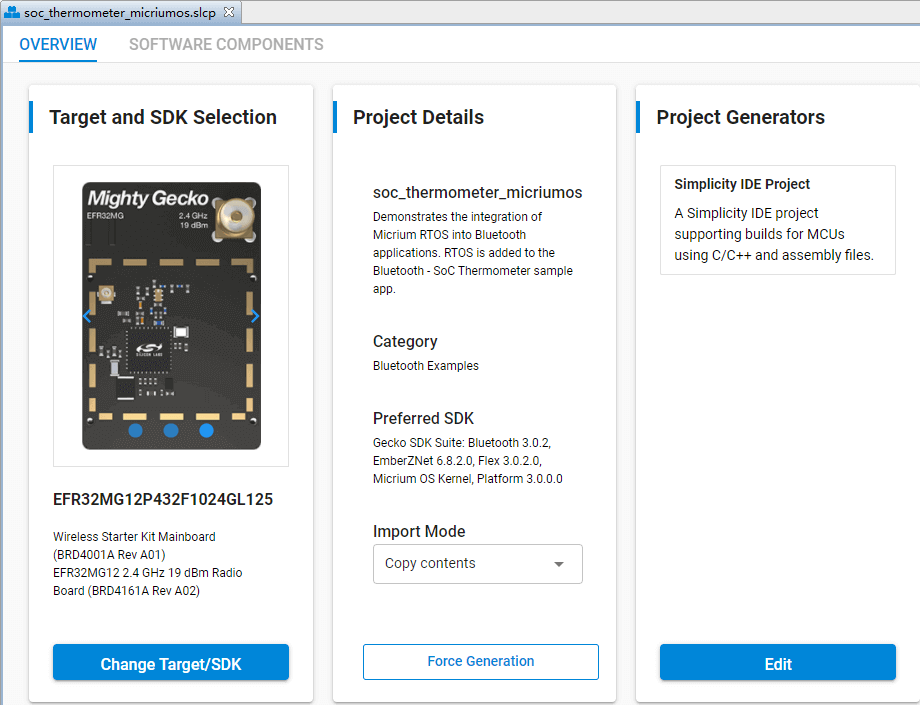 soc_thermometer_micriumos.slcp
OVERVIEW
SOFTWARE COMPONENTS
Target and SDK Selection
Mighty Gecko
EFR32MG
2.4 GHz
19 dBm
SILICON LABS
EFR32MG12P432F1024GL125
Wireless Starter Kit Mainboard
(BRD4001A Rev A01)
EFR32MG12 2.4 GHz 19 dBm Radio
Board (BRD4161A Rev A02)
Change Target/SDK
Project Details
soc_thermometer_micriumos
Demonstrates the integration of
Micrium RTOS into Bluetooth
applications. RTOS is added to the
Bluetooth - SoC Thermometer sample
app.
Category
Bluetooth Examples
Preferred SDK
Gecko SDK Suite: Bluetooth 3.0.2,
EmberZNet 6.8.2.0, Flex 3.0.2.0,
Micrium OS Kernel, Platform 3.0.0.0
Import Mode
Copy contents
Force Generation
Project Generators
Simplicity IDE Project
A Simplicity IDE project
supporting builds for MCUs
using C/C++ and assembly files.
Edit